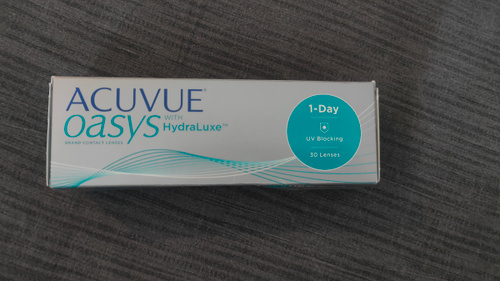 ACUVUE®
oasys WITH HydraLuxe™
BRAND CONTACT LENSES
1-Day
UV Blocking
30 Lenses